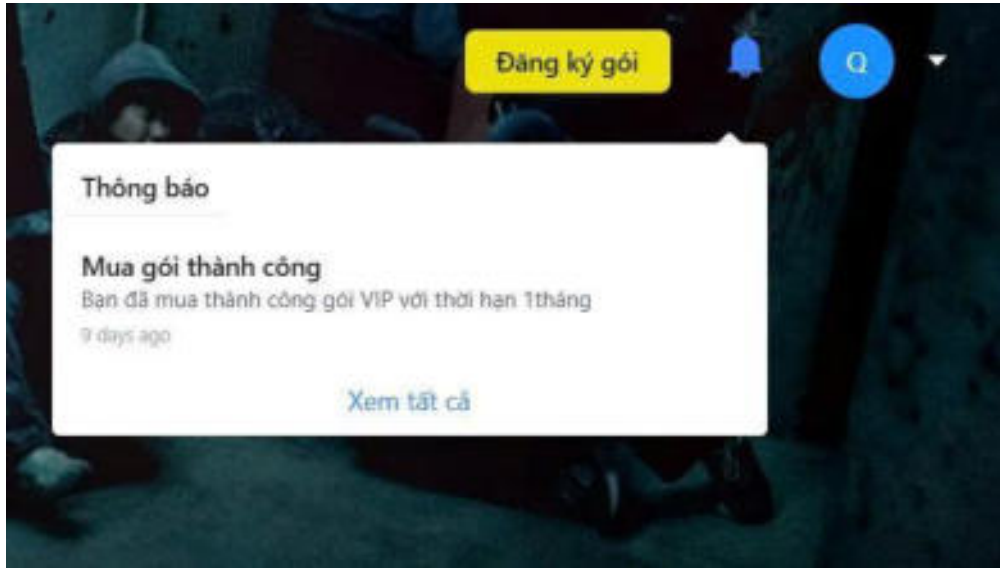 Đăng ký gói
Q
Thông báo
Mua gói thành công
Bạn đã mua thành công gói VIP với thời hạn 1tháng
9 days ago
Xem tất cả